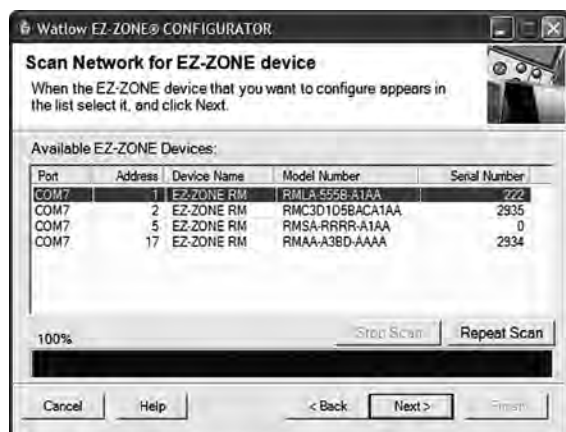 Watlow EZ-ZONE® CONFIGURATOR
Scan Network for EZ-ZONE device
When the EZ-ZONE device that you want to configure appears in
the list select it, and click Next.
Available EZ-ZONE Devices:
Port Address Device Name Model Number Serial Number
COM7 1 EZ-ZONE RM RMLA-555B-A1AA 222
COM7 2 EZ-ZONE RM RMC3D1O5BACA1AA 2935
COM7 5 EZ-ZONE RM RMSA-RRRR-A1AA 0
COM7 17 EZ-ZONE RM RMAA-A3BD-AAAA 2934
100% Stop Scan Repeat Scan
Cancel Help < Back Next > Finish